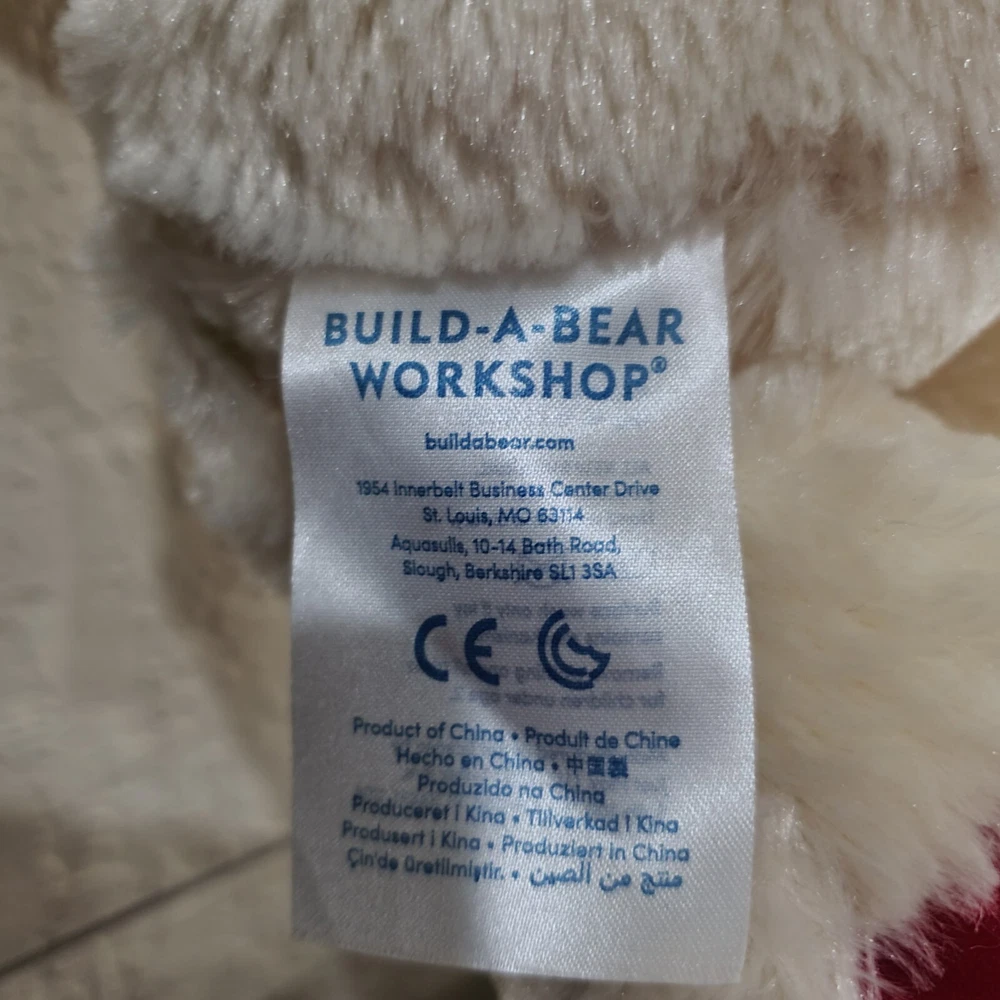 BUILD-A-BEAR
WORKSHOP®
buildabear.com
1954 Innerbelt Business Center Drive
St. Louis, MO 63114
Aquasulis, 10-14 Bath Road,
Slough, Berkshire SL1 3SA
CE
Product of China • Produit de Chine
Hecho en China • 中国製
Produzido na China
Produceret i Kina • Tillverkad i Kina
Produsert i Kina • Produziert in China
Çin'de üretilmiştir. • منتج من الصين